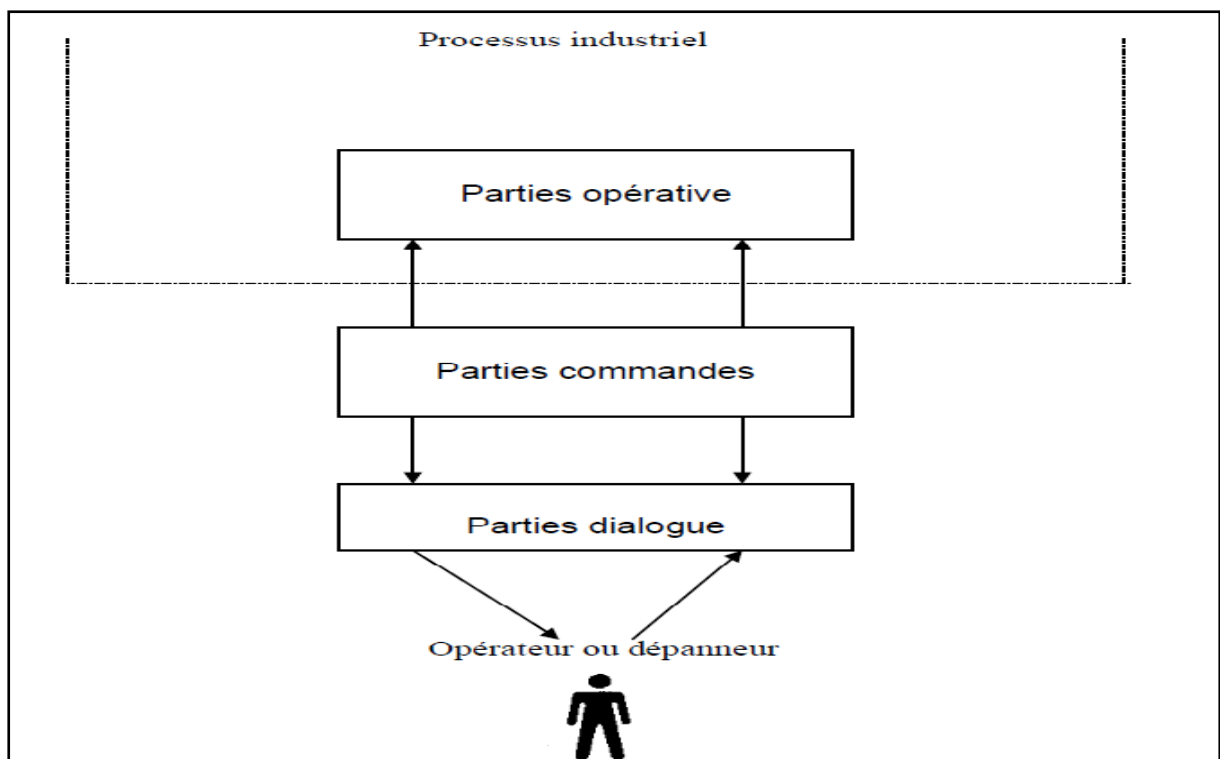 Processus industriel
Parties opérative
Parties commandes
Parties dialogue
Opérateur ou dépanneur